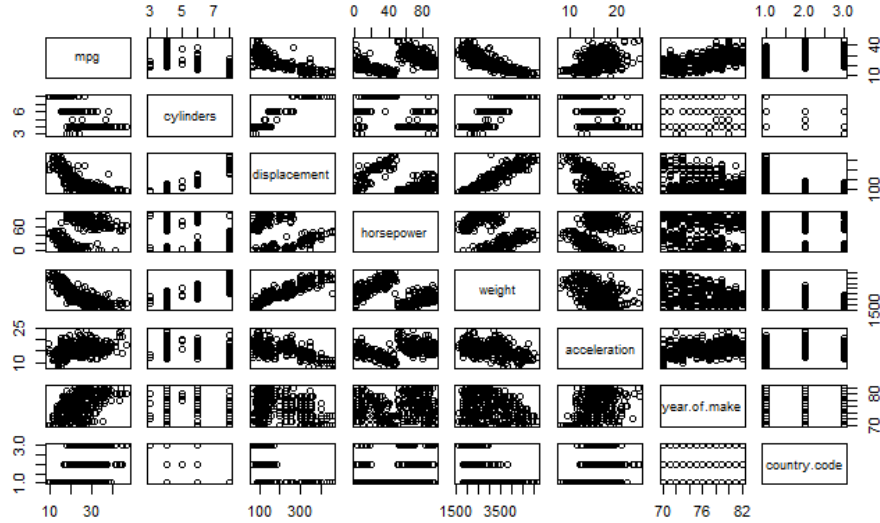 3 5 7 0 40 80 10 20 1.0 2.0 3.0
mpg
10 40
cylinders
3 6
displacement
100
horsepower
0 60
weight
1500
acceleration
10 25
year.of.make
70 80
country.code
1.0 3.0
10 30 100 300 1500 3500 70 76 82